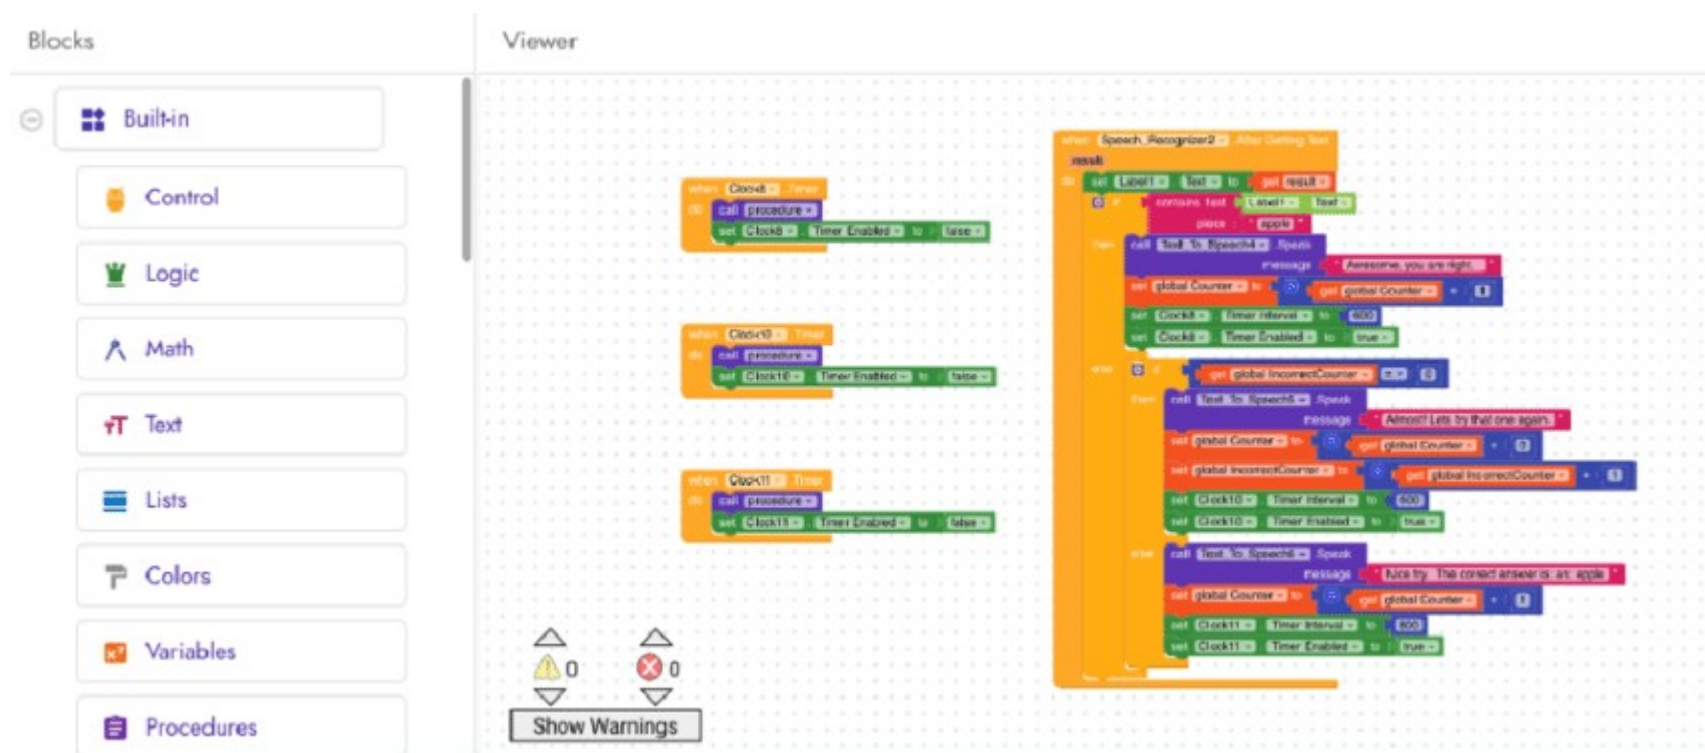 Blocks
Viewer
Built-in
Control
Logic
Math
Text
Lists
Colors
Variables
Procedures
when Clock8 .Timer
do call procedure
set Clock8 . Timer Enabled to false
when Clock10 .Timer
do call procedure
set Clock10 . Timer Enabled to false
when Clock11 .Timer
do call procedure
set Clock11 . Timer Enabled to false
0 0
Show Warnings
when Speech_Recognizer2 .After Getting Text
result
do set Label1 . Text to get result
if contains text Label1 . Text
piece "apple"
then call Text_To_Speech4 .Speak
message "Awesome, you are right."
set global Counter to get global Counter + 1
set Clock8 . Timer Interval to 600
set Clock8 . Timer Enabled to true
else if get global IncorrectCounter = 0
then call Text_To_Speech5 .Speak
message "Almost! Lets try that one again."
set global Counter to get global Counter + 0
set global IncorrectCounter to get global IncorrectCounter + 1
set Clock10 . Timer Interval to 600
set Clock10 . Timer Enabled to true
else call Text_To_Speech6 .Speak
message "Nice try. The correct answer is: an: apple"
set global Counter to get global Counter +
set Clock11 . Timer Interval to 600
set Clock11 . Timer Enabled to true